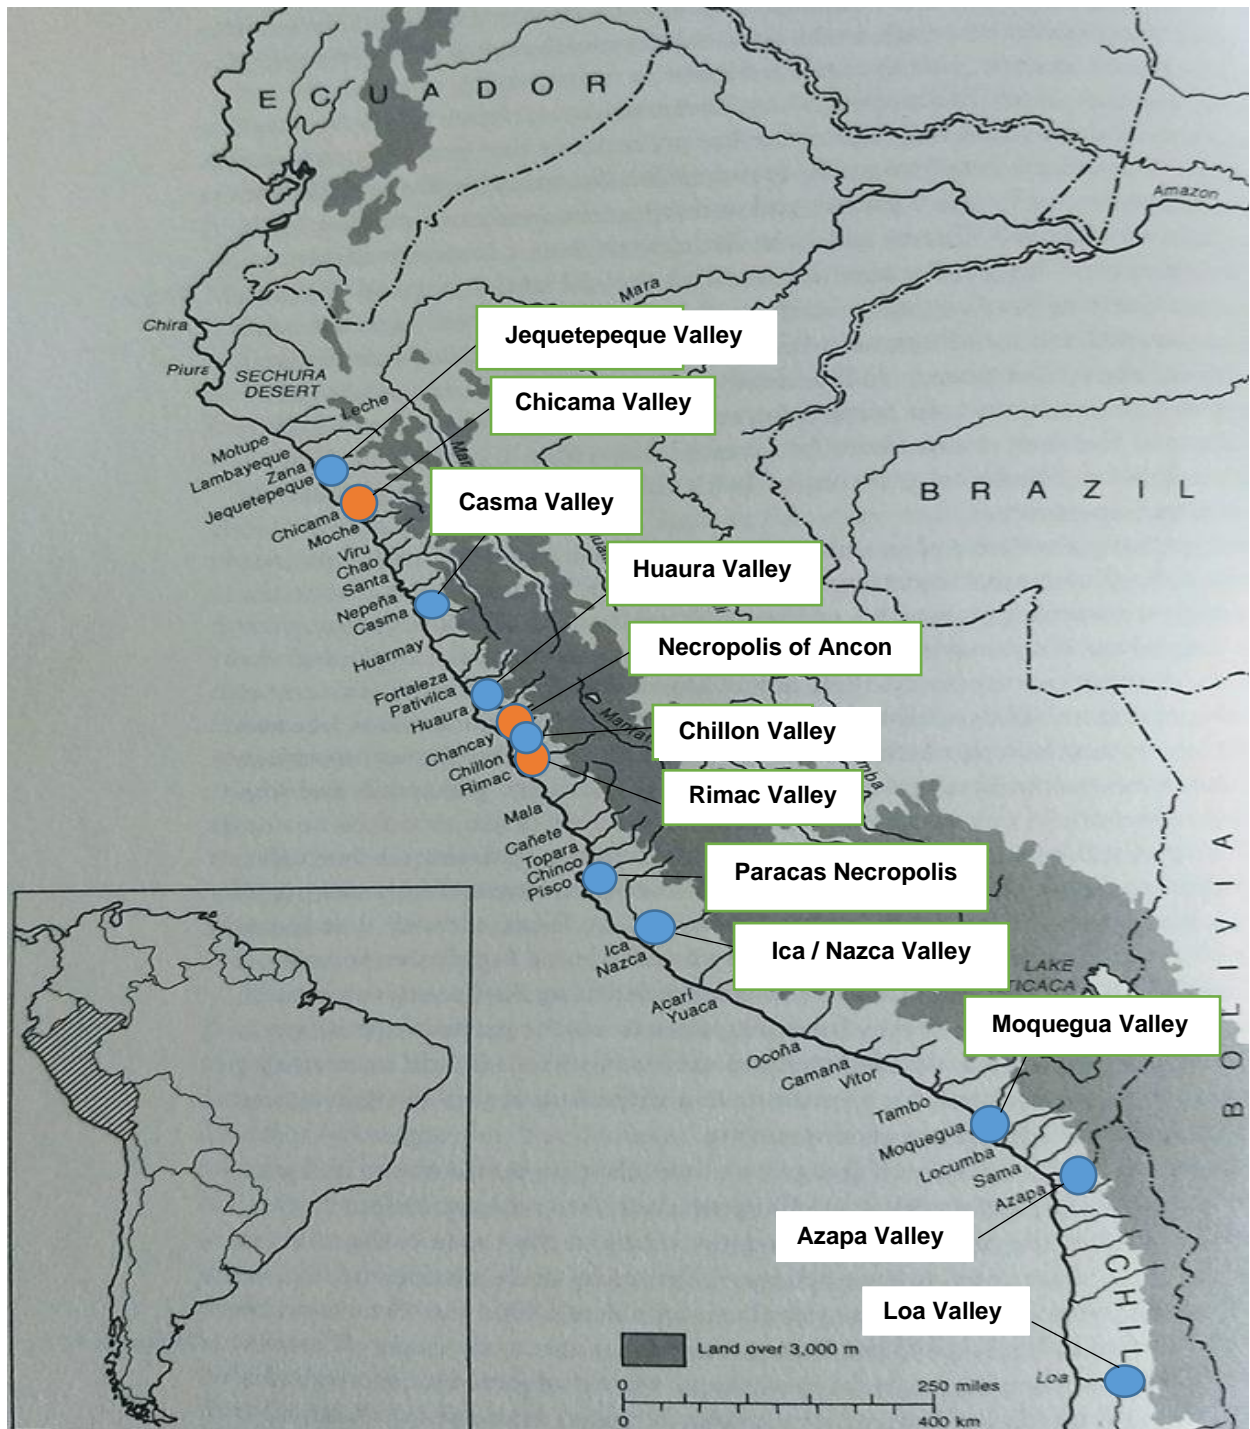 ECUADOR
Amazon
Mara
Chira
Piura
SECHURA
DESERT
Leche
Motupe
Lambayeque
Zana
Jequetepeque
Chicama
Moche
Viru
Chao
Santa
Nepeña
Casma
Huarmay
Fortaleza
Pativilca
Huaura
Chancay
Chillon
Rimac
Mala
Cañete
Topara
Chinco
Pisco
Ica
Nazca
Acarí
Yuaca
Ocoña
Camana
Vitor
Tambo
Moquegua
Locumba
Sama
Azapa
Loa
Jequetepeque Valley
Chicama Valley
Casma Valley
Huaura Valley
Necropolis of Ancon
Chillon Valley
Rimac Valley
Paracas Necropolis
Ica / Nazca Valley
Moquegua Valley
Azapa Valley
Loa Valley
BRAZIL
BOLIVIA
LAKE
TICACA
CHIL
Land over 3,000 m
0 250 miles
0 400 km